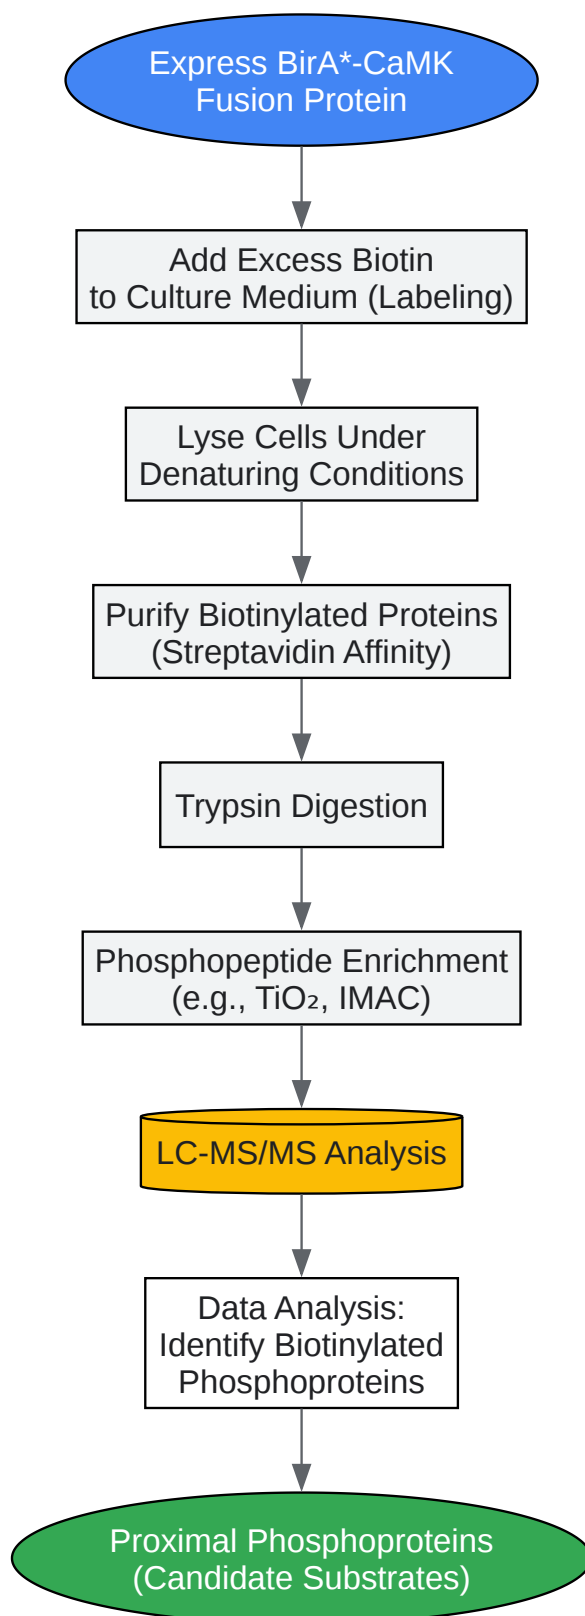 Express BirA*-CaMK
Fusion Protein
Add Excess Biotin
to Culture Medium (Labeling)
Lyse Cells Under
Denaturing Conditions
Purify Biotinylated Proteins
(Streptavidin Affinity)
Trypsin Digestion
Phosphopeptide Enrichment
(e.g., TiO₂, IMAC)
LC-MS/MS Analysis
Data Analysis:
Identify Biotinylated
Phosphoproteins
Proximal Phosphoproteins
(Candidate Substrates)